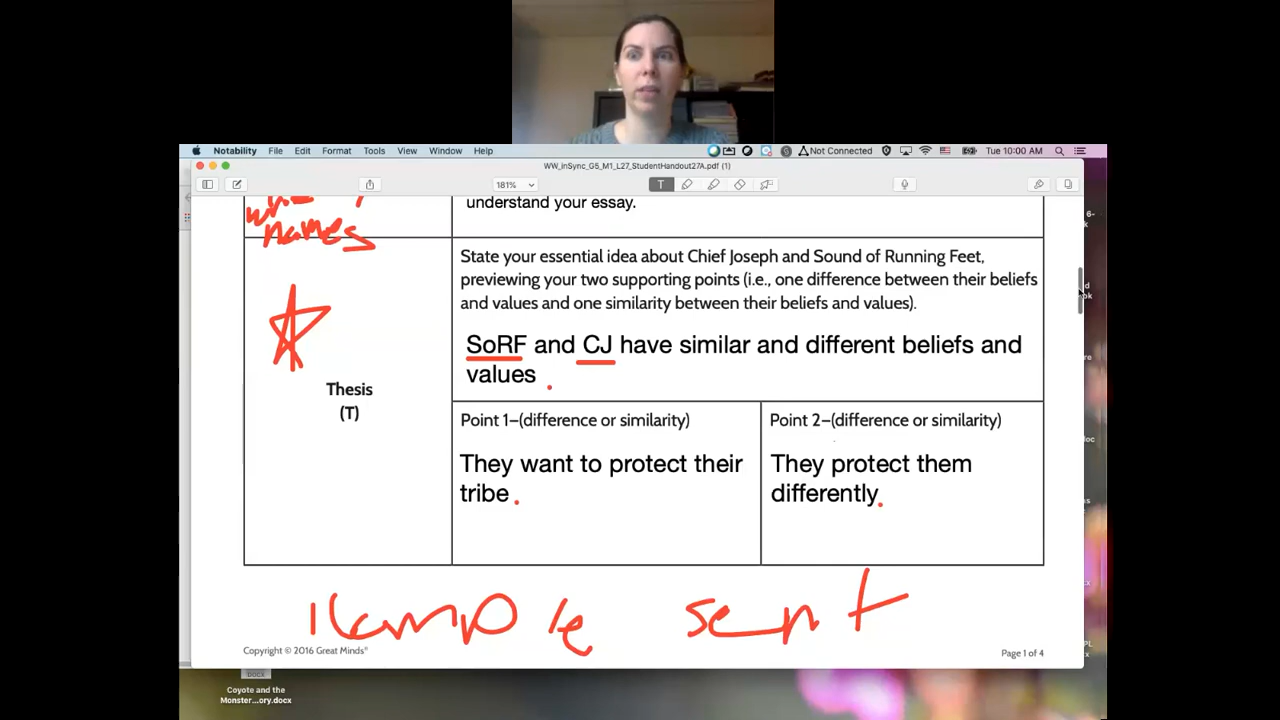 Notability File Edit Format Tools View Window Help Not Connected Tue 10:00 AM
WW_inSync_G5_M1_L27_StudentHandout27A.pdf (1)
181% T
names
understand your essay.
State your essential idea about Chief Joseph and Sound of Running Feet,
previewing your two supporting points (i.e., one difference between their beliefs
and values and one similarity between their beliefs and values).
SoRF and CJ have similar and different beliefs and
values .
Thesis
(T)
Point 1–(difference or similarity)
They want to protect their
tribe .
Point 2–(difference or similarity)
They protect them
differently.
sent
Copyright © 2016 Great Minds®
Page 1 of 4
DOCX
Coyote and the
Monster...ory.docx